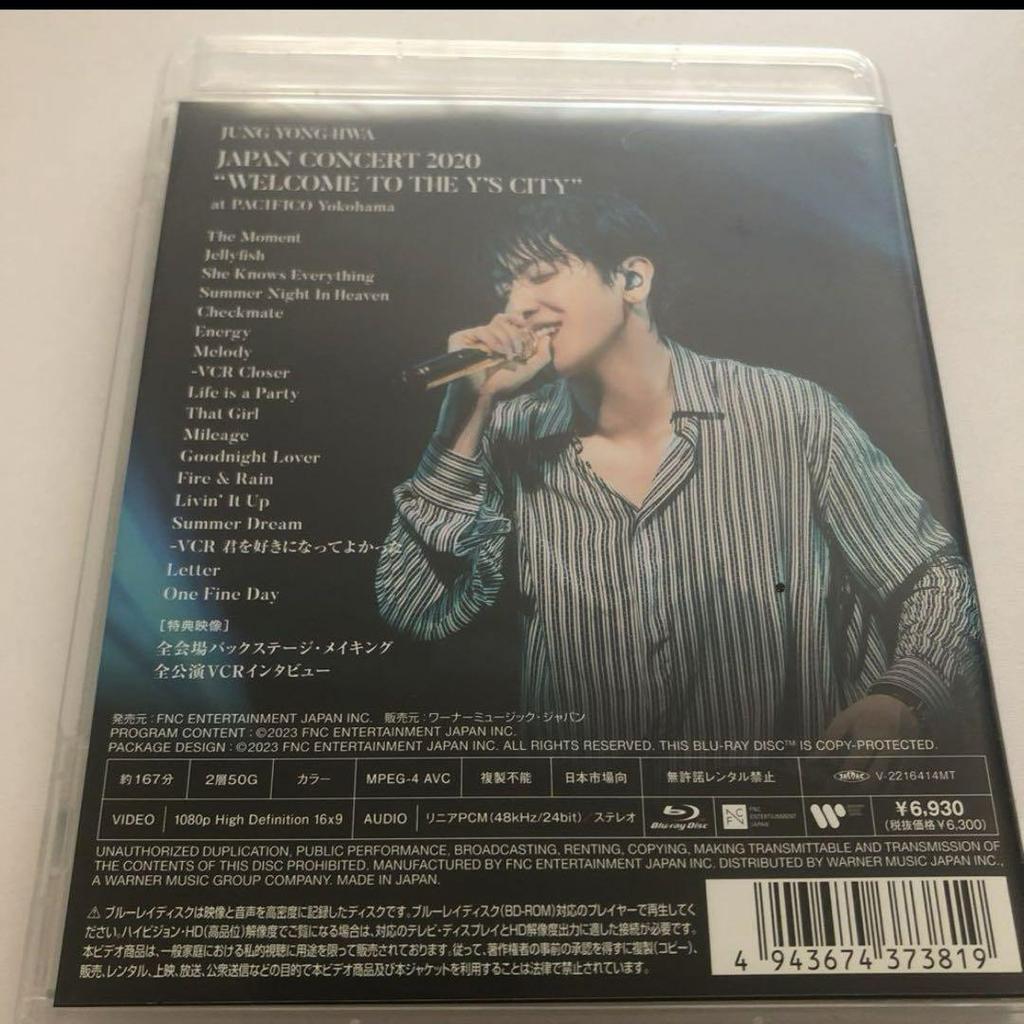 JUNG YONG HWA
JAPAN CONCERT 2020
“WELCOME TO THE Y'S CITY”
at PACIFICO Yokohama
The Moment
Jellyfish
She Knows Everything
Summer Night In Heaven
Checkmate
Energy
Melody
-VCR Closer
Life is a Party
That Girl
Mileage
Goodnight Lover
Fire & Rain
Livin' It Up
Summer Dream
-VCR 君を好きになってよかった
Letter
One Fine Day
[特典映像]
全会場バックステージ・メイキング
全公演VCRインタビュー
発売元:FNC ENTERTAINMENT JAPAN INC. 販売元:ワーナーミュージック・ジャパン
PROGRAM CONTENT : ©2023 FNC ENTERTAINMENT JAPAN INC.
PACKAGE DESIGN : ©2023 FNC ENTERTAINMENT JAPAN INC. ALL RIGHTS RESERVED. THIS BLU-RAY DISC™ IS COPY-PROTECTED.
約167分 2層50G カラー MPEG-4 AVC 複製不能 日本市場向 無許諾レンタル禁止 V-2216414MT
VIDEO 1080p High Definition 16x9 AUDIO リニアPCM(48kHz/24bit)/ステレオ Blu-ray Disc FNC ENTERTAINMENT JAPAN ¥6,930
(税抜価格¥6,300)
UNAUTHORIZED DUPLICATION, PUBLIC PERFORMANCE, BROADCASTING, RENTING, COPYING, MAKING TRANSMITTABLE AND TRANSMISSION OF
THE CONTENTS OF THIS DISC PROHIBITED. MANUFACTURED BY FNC ENTERTAINMENT JAPAN INC. DISTRIBUTED BY WARNER MUSIC JAPAN INC.,
A WARNER MUSIC GROUP COMPANY. MADE IN JAPAN.
⚠ブルーレイディスクは映像と音声を高密度に記録したディスクです。ブルーレイディスク(BD-ROM)対応のプレイヤーで再生してく
ださい。ハイビジョン・HD(高品位)解像度でご覧になる場合は、対応のテレビ・ディスプレイとHD解像度出力に適した接続が必要です。
本ビデオ商品は、一般家庭における私的視聴に用途を限って販売されております。従って、著作権者の事前の承認を得ずに複製(コピー)、
販売、レンタル、上映、放送、公衆送信などの目的で本ビデオ商品及び本ジャケットを利用することは法律で禁止されています。
4 943674 373819